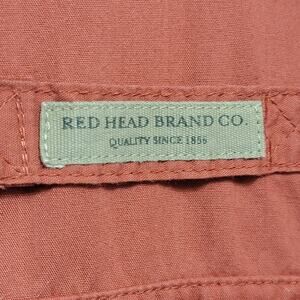 RED HEAD BRAND CO.
QUALITY SINCE 1856